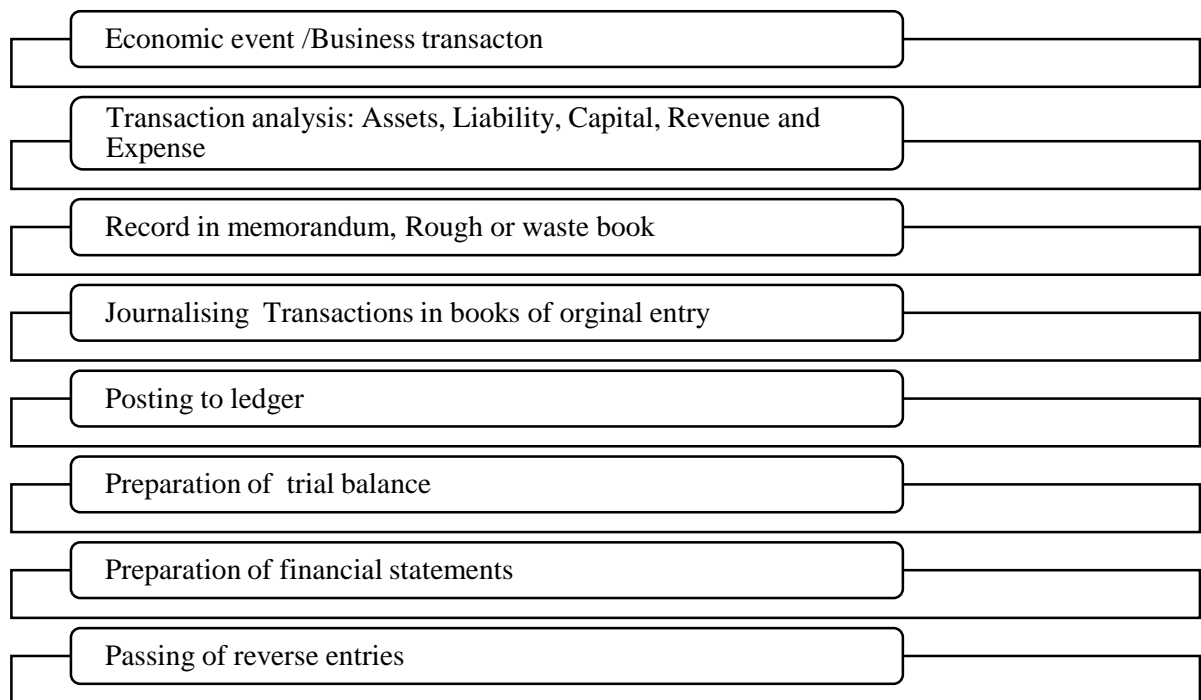 Economic event /Business transacton
Transaction analysis: Assets, Liability, Capital, Revenue and
Expense
Record in memorandum, Rough or waste book
Journalising  Transactions in books of orginal entry
Posting to ledger
Preparation of  trial balance
Preparation of financial statements
Passing of reverse entries